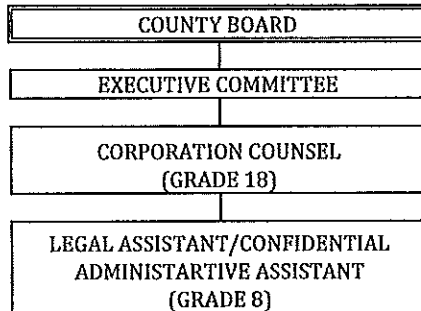 COUNTY BOARD
EXECUTIVE COMMITTEE
CORPORATION COUNSEL
(GRADE 18)
LEGAL ASSISTANT/CONFIDENTIAL
ADMINISTARTIVE ASSISTANT
(GRADE 8)